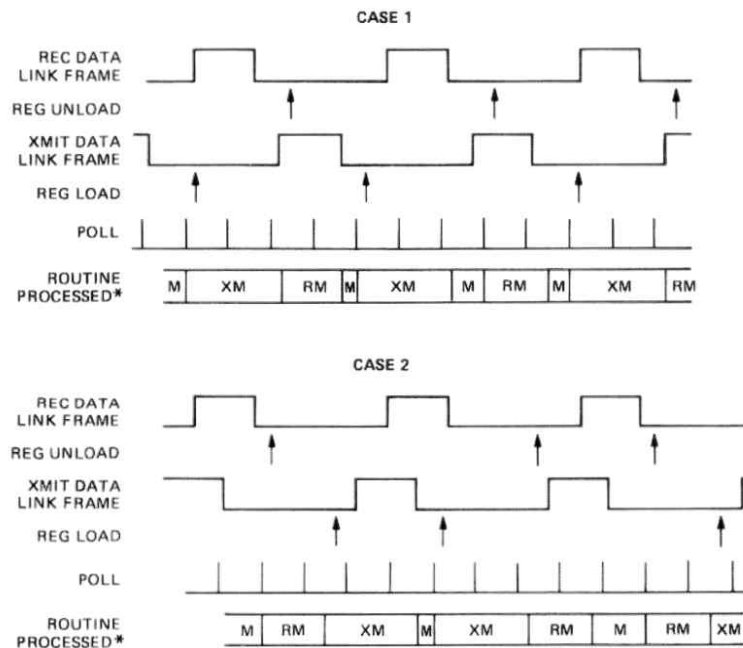 CASE 1
REC DATA
LINK FRAME
REG UNLOAD
XMIT DATA
LINK FRAME
REG LOAD
POLL
ROUTINE
PROCESSED*
M XM RM M XM M RM M XM RM
CASE 2
REC DATA
LINK FRAME
REG UNLOAD
XMIT DATA
LINK FRAME
REG LOAD
POLL
ROUTINE
PROCESSED*
M RM XM M XM RM M RM XM